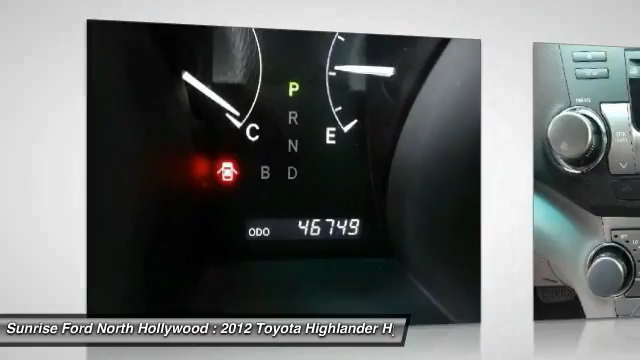 P
R
N
B D
C
E
ODO 46749
Sunrise Ford North Hollywood : 2012 Toyota Highlander H